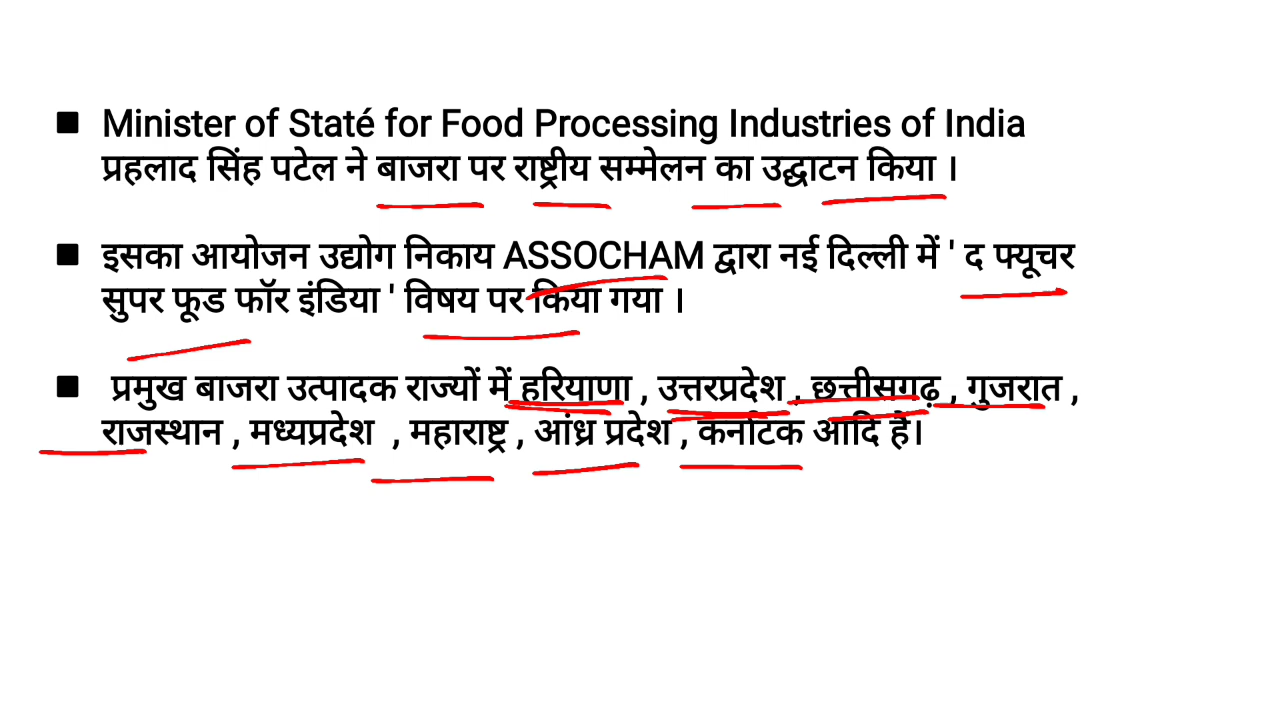 ■ Minister of Staté for Food Processing Industries of India
प्रहलाद सिंह पटेल ने बाजरा पर राष्ट्रीय सम्मेलन का उद्घाटन किया ।
■ इसका आयोजन उद्योग निकाय ASSOCHAM द्वारा नई दिल्ली में ' द फ्यूचर
सुपर फूड फॉर इंडिया ' विषय पर किया गया ।
■ प्रमुख बाजरा उत्पादक राज्यों में हरियाणा , उत्तरप्रदेश , छत्तीसगढ़ , गुजरात ,
राजस्थान , मध्यप्रदेश , महाराष्ट्र , आंध्र प्रदेश , कर्नाटक आदि हैं।